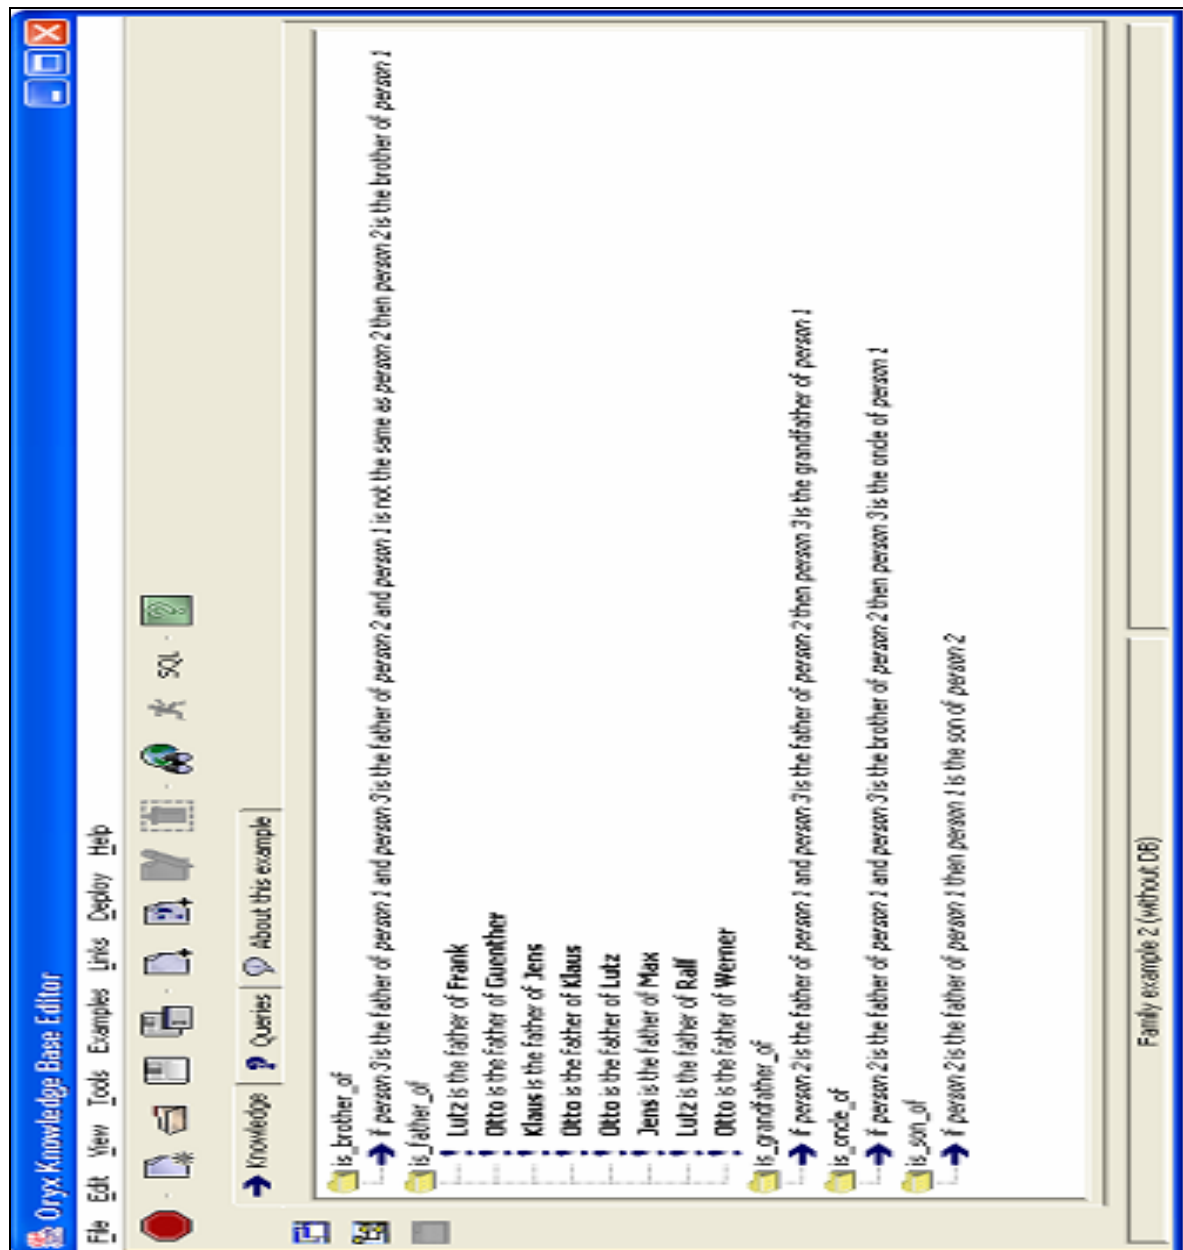 Oryx Knowledge Base Editor
File Edit View Tools Examples Links Deploy Help
SQL
Knowledge Queries About this example
is_brother_of
if person 3 is the father of person 1 and person 3 is the father of person 2 and person 1 is not the same as person 2 then person 2 is the brother of person 1
is_father_of
Lutz is the father of Frank
Otto is the father of Guenther
Klaus is the father of Jens
Otto is the father of Klaus
Otto is the father of Lutz
Jens is the father of Max
Lutz is the father of Ralf
Otto is the father of Werner
is_grandfather_of
if person 2 is the father of person 1 and person 3 is the father of person 2 then person 3 is the grandfather of person 1
is_oncle_of
if person 2 is the father of person 1 and person 3 is the brother of person 2 then person 3 is the oncle of person 1
is_son_of
if person 2 is the father of person 1 then person 1 is the son of person 2
Family example 2 (without DB)